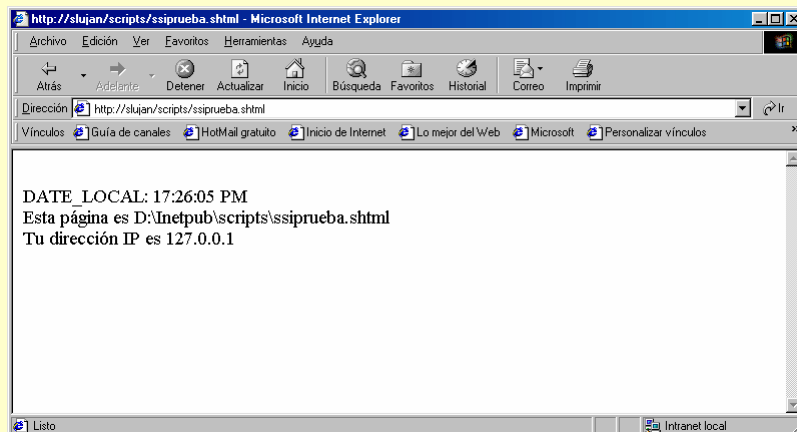 http://slujan/scripts/ssiprueba.shtml - Microsoft Internet Explorer
Archivo Edición Ver Favoritos Herramientas Ayuda
Atrás Adelante Detener Actualizar Inicio Búsqueda Favoritos Historial Correo Imprimir
Dirección http://slujan/scripts/ssiprueba.shtml Ir
Vínculos Guía de canales HotMail gratuito Inicio de Internet Lo mejor del Web Microsoft Personalizar vínculos »
DATE_LOCAL: 17:26:05 PM
Esta página es D:\Inetpub\scripts\ssiprueba.shtml
Tu dirección IP es 127.0.0.1
Listo Intranet local